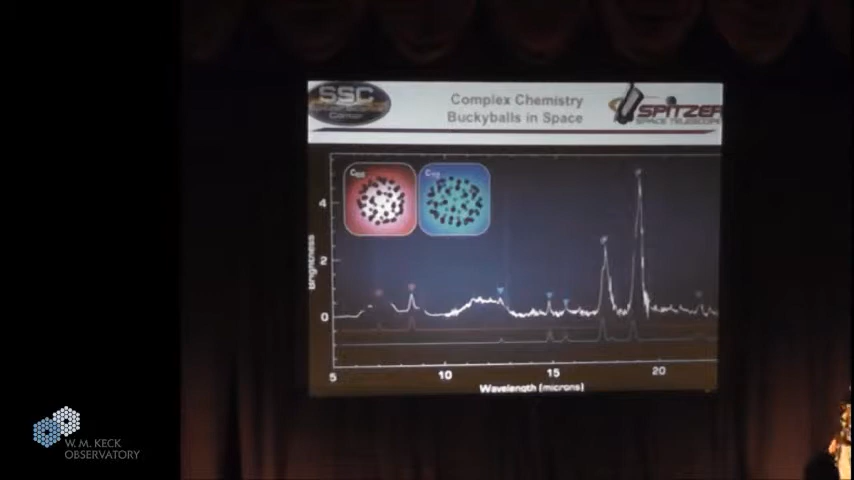 SSC
Center
Complex Chemistry
Buckyballs in Space
SPITZER
SPACE TELESCOPE
C60
C70
4
2
0
Brightness
5
10
15
20
Wavelength (microns)
W. M. KECK
OBSERVATORY